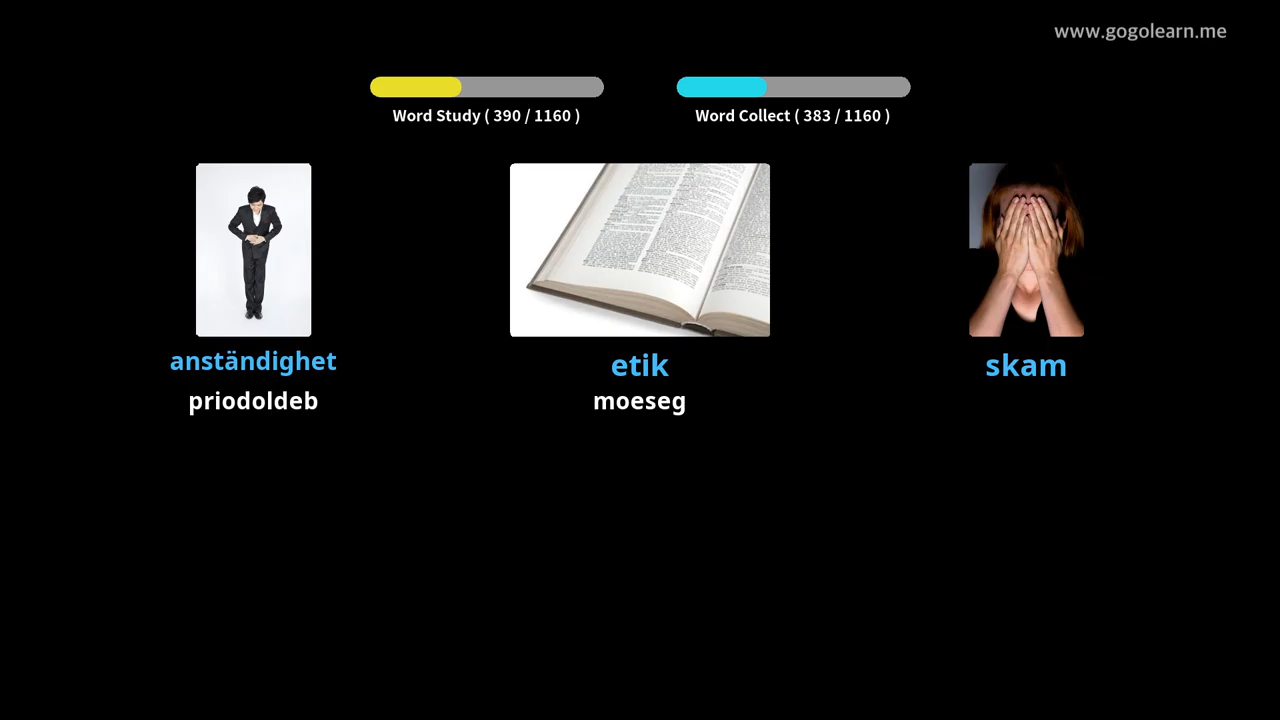 www.gogolearn.me
Word Study ( 390 / 1160 )
Word Collect ( 383 / 1160 )
anständighet
etik
skam
priodoldeb
moeseg